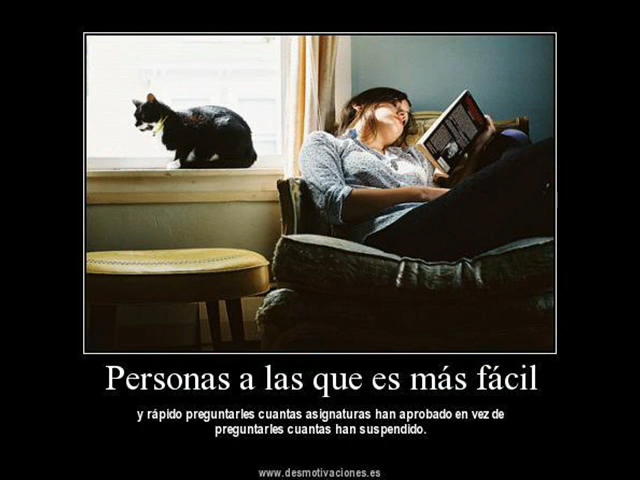 Personas a las que es más fácil
y rápido preguntarles cuantas asignaturas han aprobado en vez de
preguntarles cuantas han suspendido.
www.desmotivaciones.es